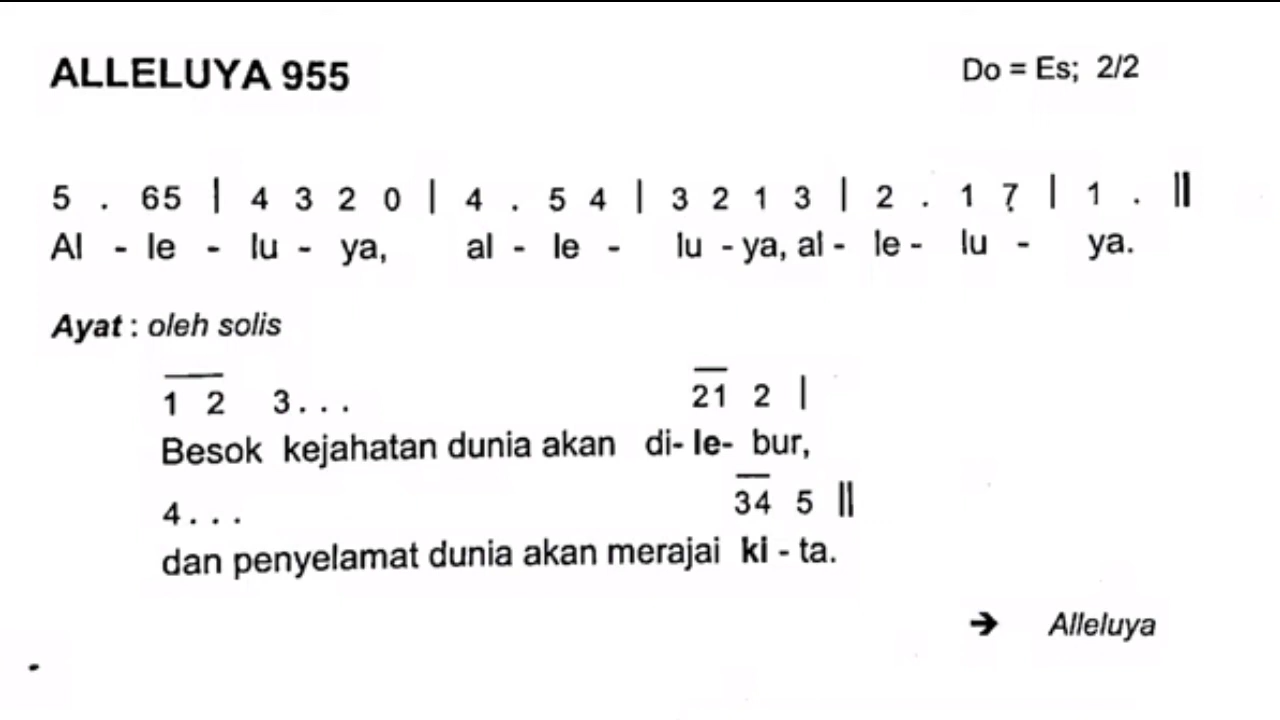 ALLELUYA 955 Do = Es; 2/2
5 . 65 | 4 3 2 0 | 4 . 5 4 | 3 2 1 3 | 2 . 1 7̣ | 1 . ||
Al - le - lu - ya, al - le - lu - ya, al - le - lu - ya.
Ayat : oleh solis
1 2 3 . . . 21 2 |
Besok kejahatan dunia akan di- le- bur,
4 . . . 34 5 ||
dan penyelamat dunia akan merajai ki - ta.
→ Alleluya